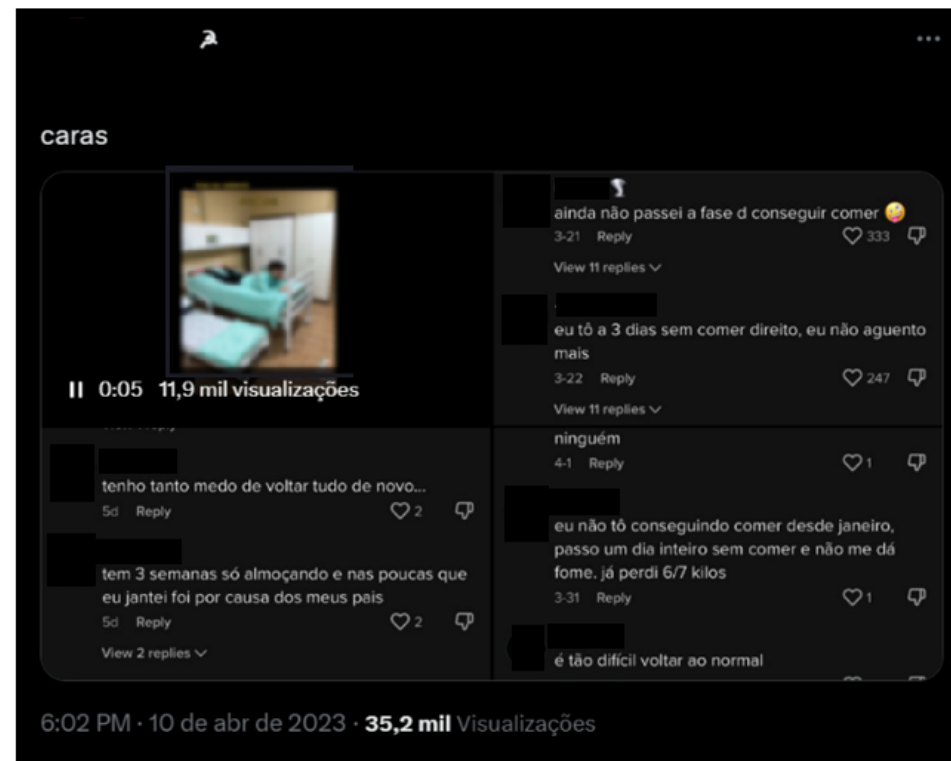 caras
0:05 11,9 mil visualizações
ainda não passei a fase d conseguir comer 🤪
3-21 Reply 333
View 11 replies
eu tô a 3 dias sem comer direito, eu não aguento
mais
3-22 Reply 247
View 11 replies
tenho tanto medo de voltar tudo de novo...
5d Reply 2
tem 3 semanas só almoçando e nas poucas que
eu jantei foi por causa dos meus pais
5d Reply 2
View 2 replies
ninguém
4-1 Reply 1
eu não tô conseguindo comer desde janeiro,
passo um dia inteiro sem comer e não me dá
fome. já perdi 6/7 kilos
3-31 Reply 1
é tão difícil voltar ao normal
6:02 PM · 10 de abr de 2023 · 35,2 mil Visualizações